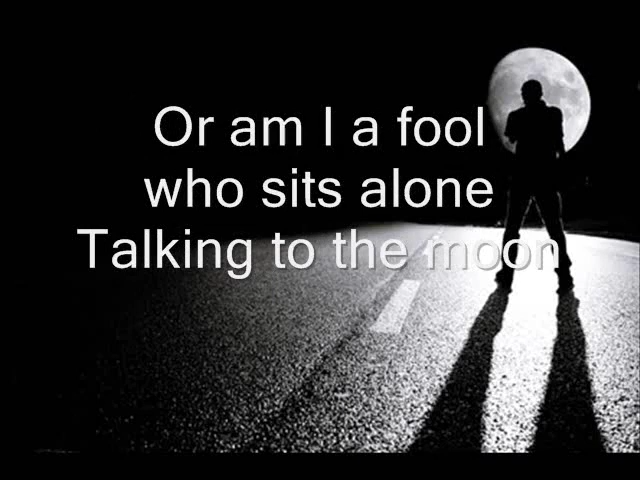 Or am I a fool
who sits alone
Talking to the moon